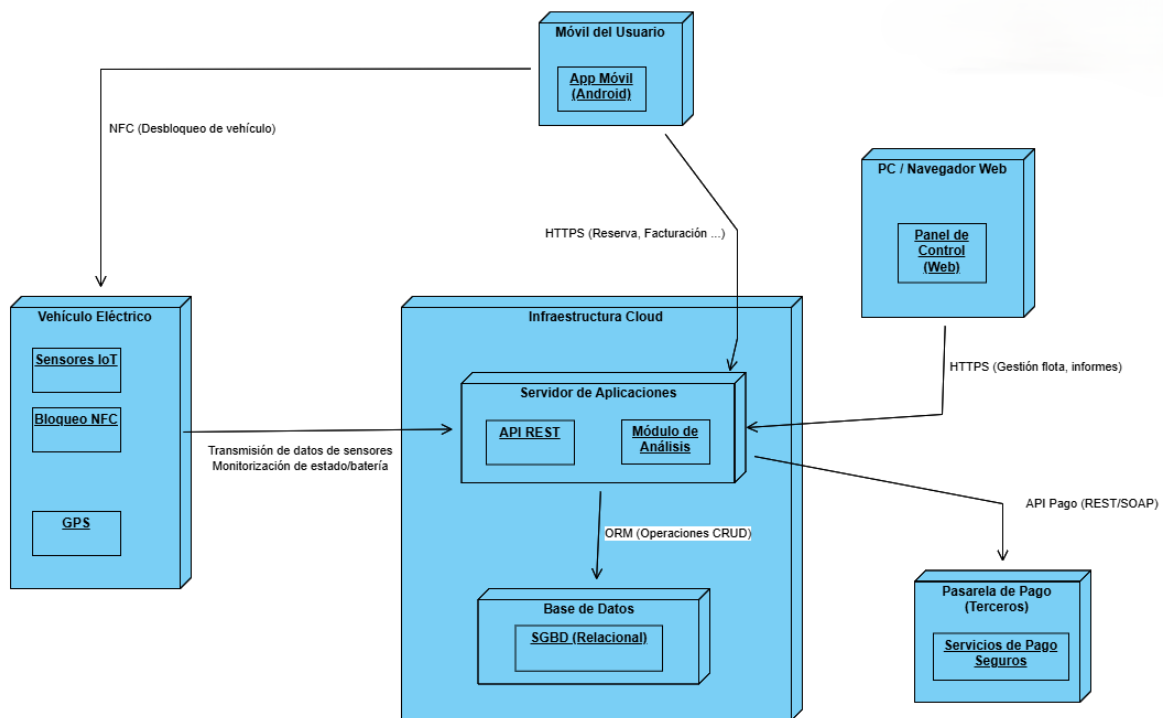 Móvil del Usuario
App Móvil
(Android)
NFC (Desbloqueo de vehículo)
PC / Navegador Web
Panel de
Control
(Web)
HTTPS (Reserva, Facturación ...)
Vehículo Eléctrico
Sensores IoT
Bloqueo NFC
GPS
Infraestructura Cloud
HTTPS (Gestión flota, informes)
Servidor de Aplicaciones
API REST
Módulo de
Análisis
Transmisión de datos de sensores
Monitorización de estado/batería
API Pago (REST/SOAP)
ORM (Operaciones CRUD)
Base de Datos
SGBD (Relacional)
Pasarela de Pago
(Terceros)
Servicios de Pago
Seguros